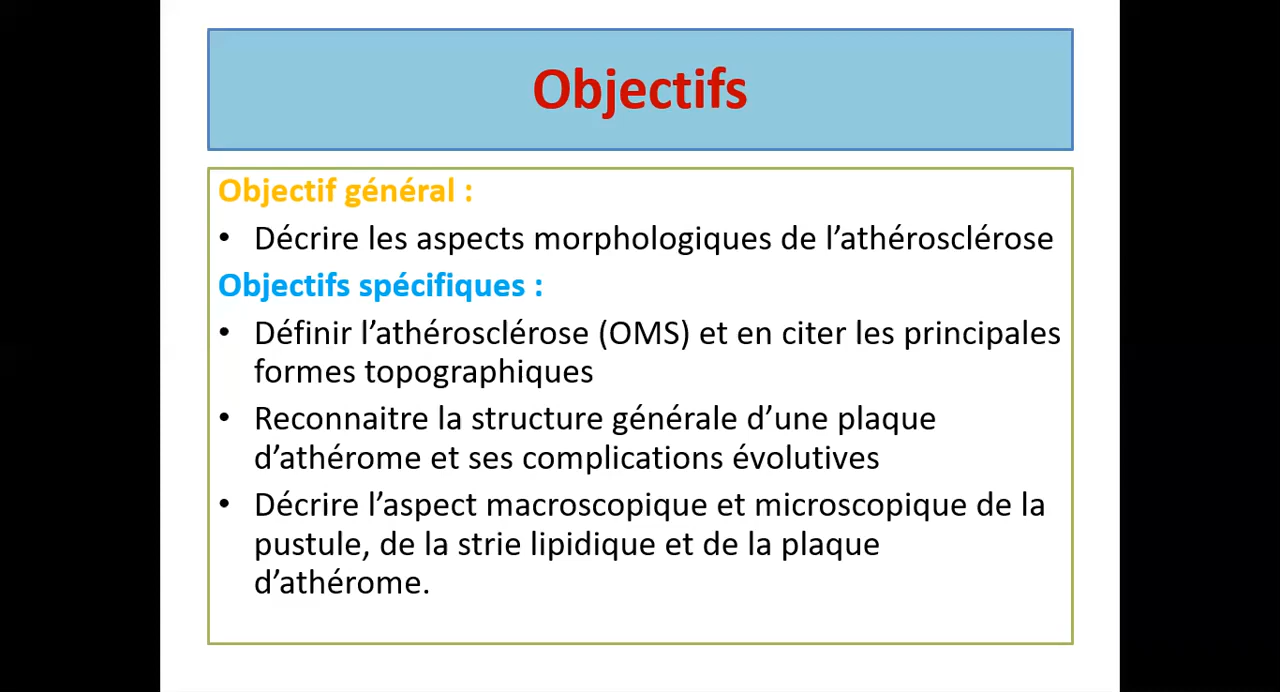 Objectifs
Objectif général :
• Décrire les aspects morphologiques de l’athérosclérose
Objectifs spécifiques :
• Définir l’athérosclérose (OMS) et en citer les principales
formes topographiques
• Reconnaitre la structure générale d’une plaque
d’athérome et ses complications évolutives
• Décrire l’aspect macroscopique et microscopique de la
pustule, de la strie lipidique et de la plaque
d’athérome.